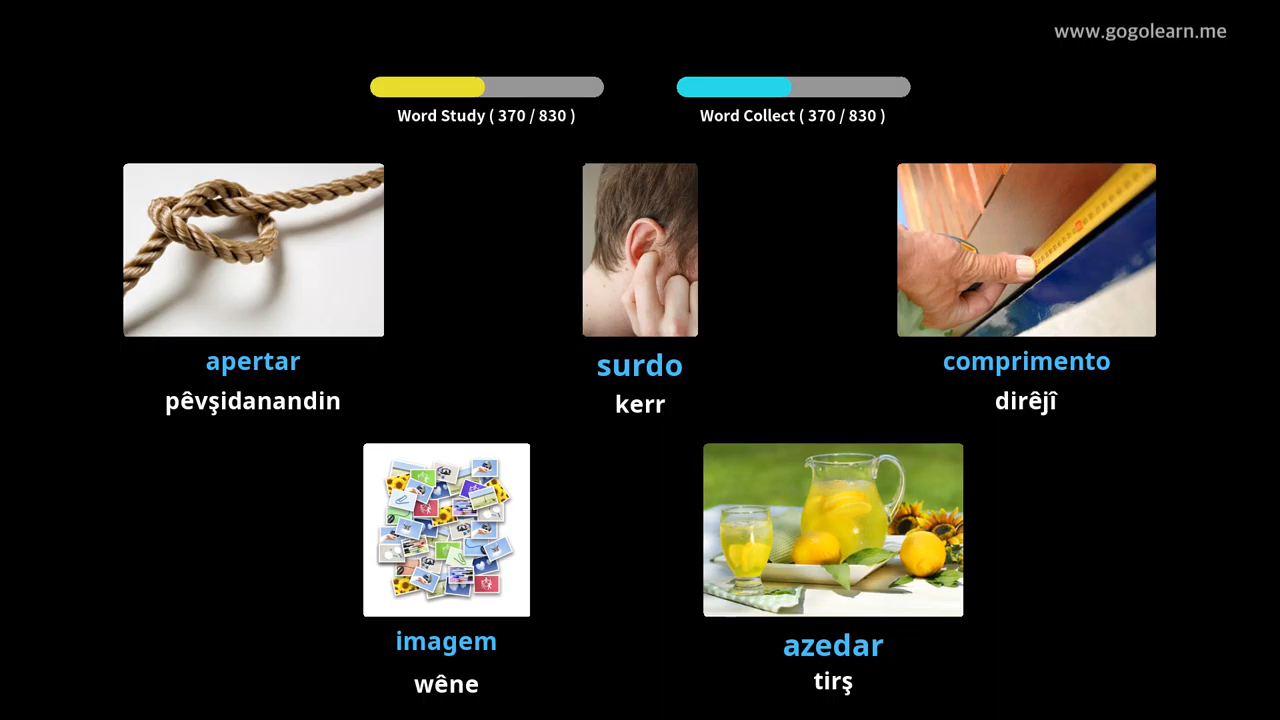 www.gogolearn.me
Word Study ( 370 / 830 )
Word Collect ( 370 / 830 )
apertar
pêvşidanandin
surdo
kerr
comprimento
dirêjî
imagem
wêne
azedar
tirş